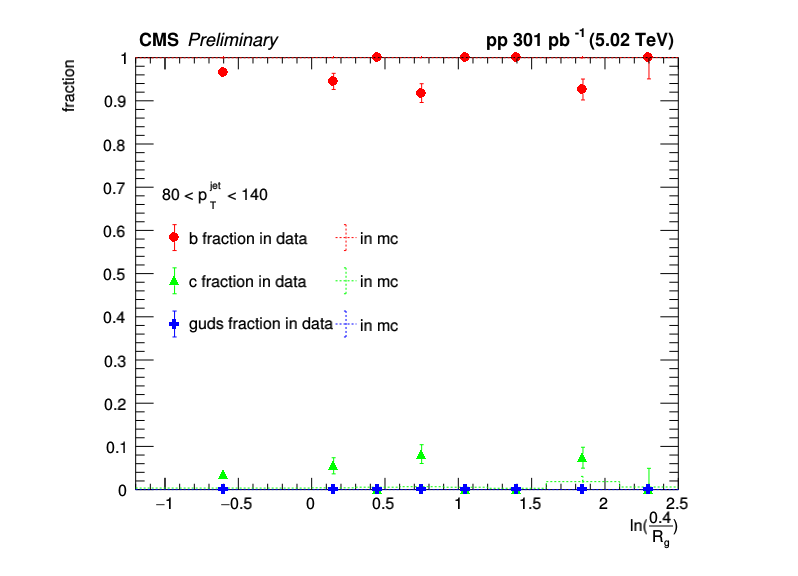 CMS Preliminary pp 301 pb -1 (5.02 TeV)
fraction
1
0.9
0.8
0.7
0.6
0.5
0.4
0.3
0.2
0.1
0
80 < p_T^jet < 140
b fraction in data in mc
c fraction in data in mc
guds fraction in data in mc
−1 −0.5 0 0.5 1 1.5 2 2.5
ln(0.4/R_g)